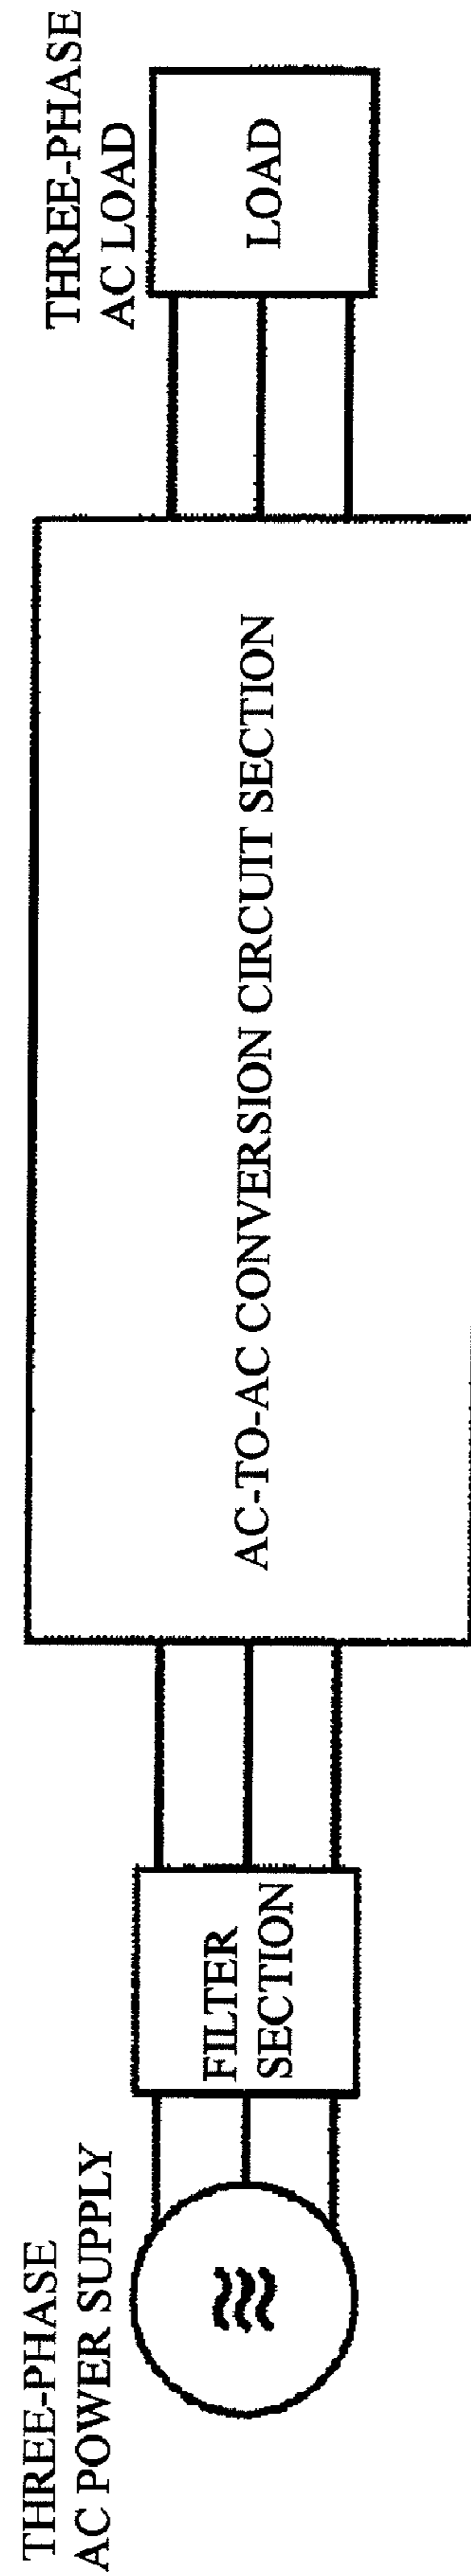 THREE-PHASE
AC POWER SUPPLY
FILTER
SECTION
AC-TO-AC CONVERSION CIRCUIT SECTION
THREE-PHASE
AC LOAD
LOAD